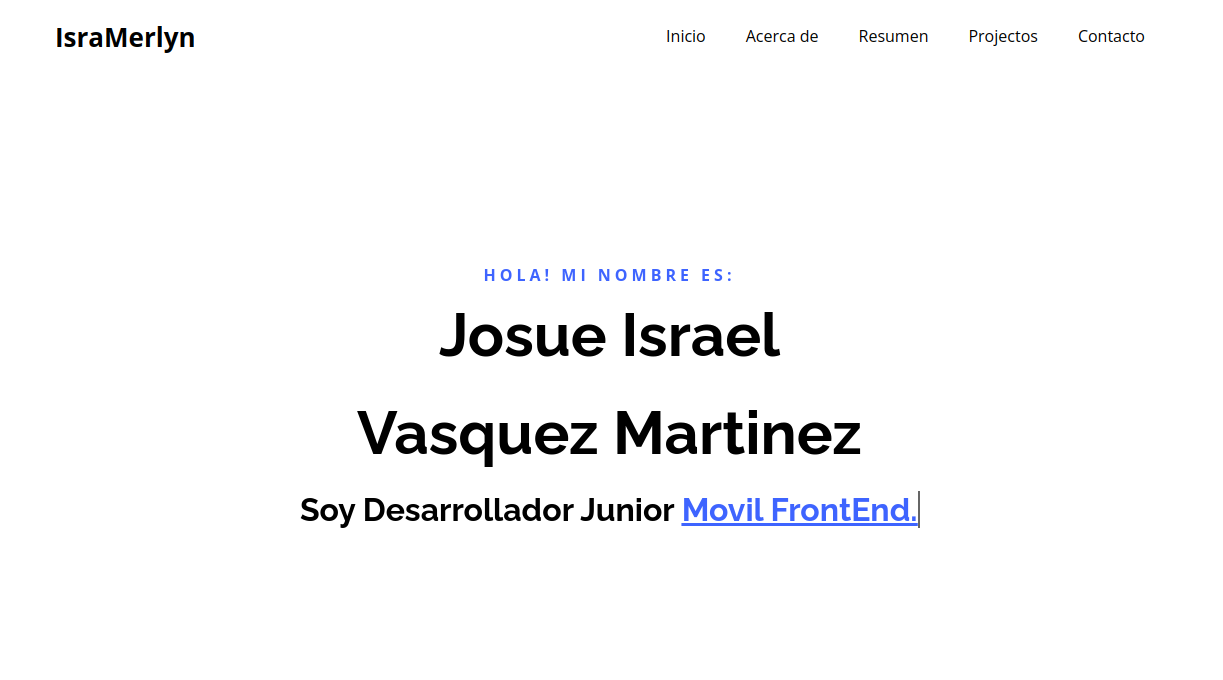 IsraMerlyn
Inicio Acerca de Resumen Projectos Contacto
HOLA! MI NOMBRE ES:
Josue Israel
Vasquez Martinez
Soy Desarrollador Junior Movil FrontEnd.